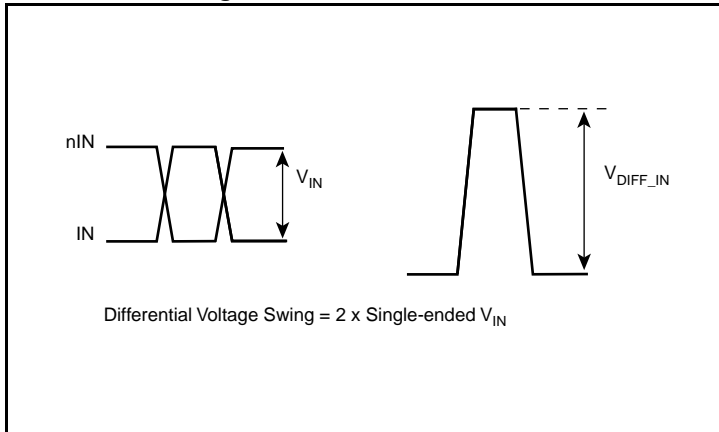 nIN
V_IN
IN
V_DIFF_IN
Differential Voltage Swing = 2 x Single-ended V_IN